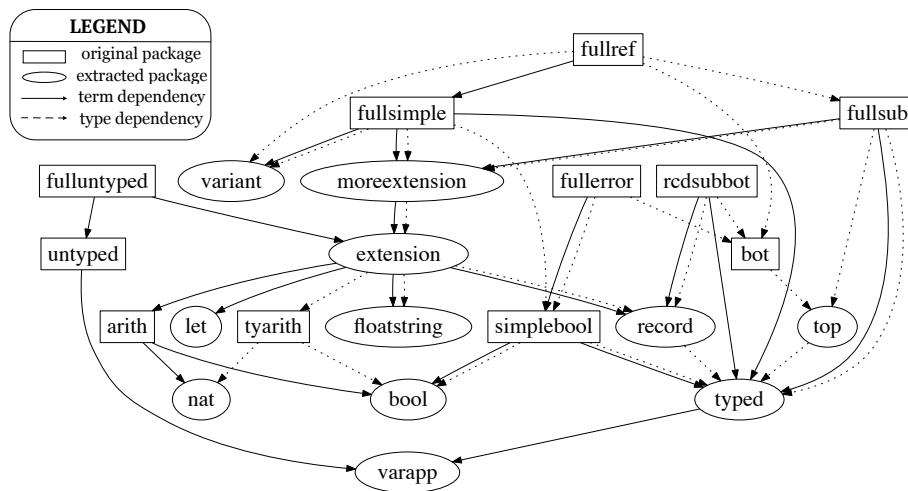 LEGEND
original package
extracted package
term dependency
type dependency
fullref
fullsimple
fullsub
fulluntyped
variant
moreextension
fullerror
rcdsubbot
untyped
extension
bot
arith
let
tyarith
floatstring
simplebool
record
top
nat
bool
typed
varapp